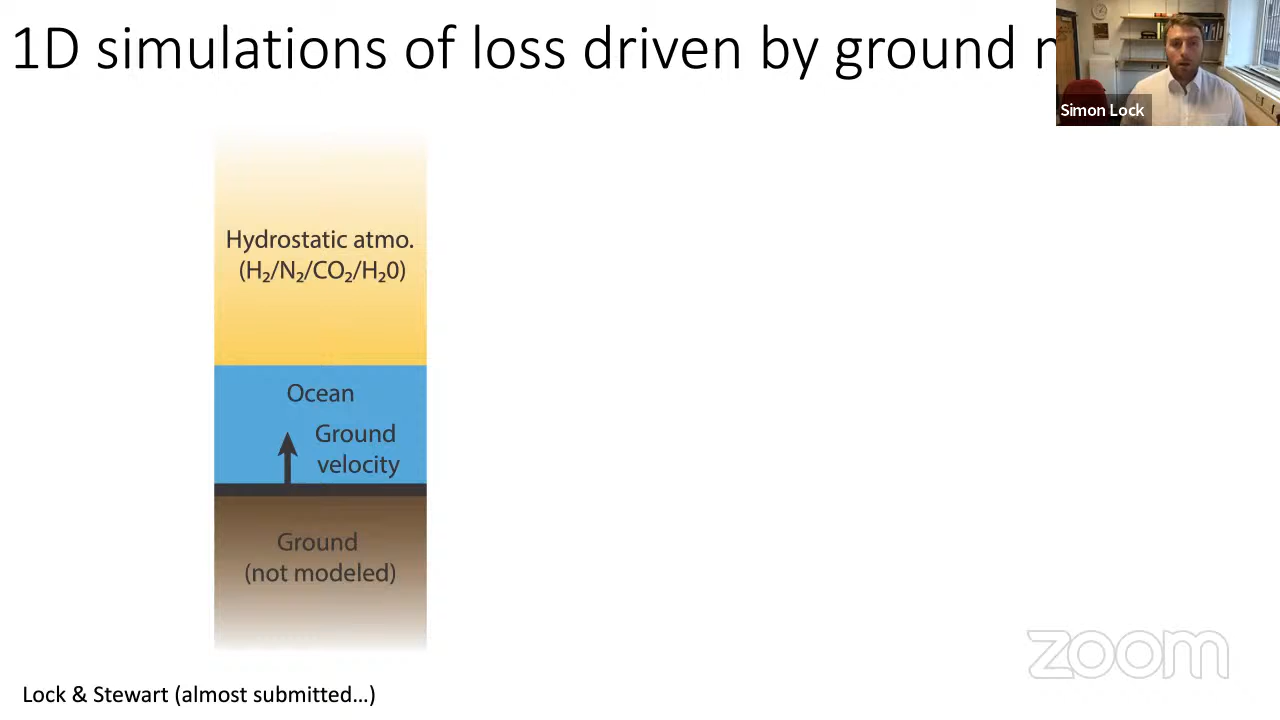 1D simulations of loss driven by ground
Simon Lock
Hydrostatic atmo.
(H₂/N₂/CO₂/H₂0)
Ocean
Ground
velocity
Ground
(not modeled)
Lock & Stewart (almost submitted…)
zoom